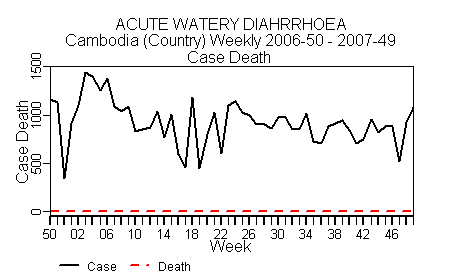 ACUTE WATERY DIAHRRHOEA
Cambodia (Country) Weekly 2006-50 - 2007-49
Case Death
Case Death
1500
1000
500
0
50 02 06 10 14 18 22 26 30 34 38 42 46
Week
Case Death